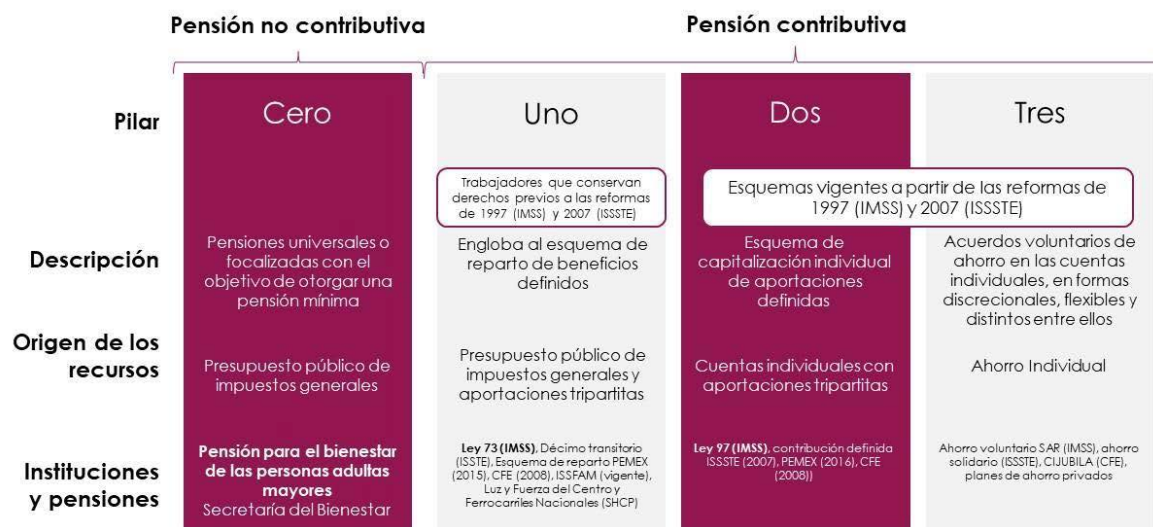 Pensión no contributiva
Pensión contributiva
Pilar
Cero
Uno
Dos
Tres
Trabajadores que conservan
derechos previos a las reformas
de 1997 (IMSS) y 2007 (ISSSTE)
Esquemas vigentes a partir de las reformas de
1997 (IMSS) y 2007 (ISSSTE)
Descripción
Pensiones universales o
focalizadas con el
objetivo de otorgar una
pensión mínima
Engloba al esquema de
reparto de beneficios
definidos
Esquema de
capitalización individual
de aportaciones
definidas
Acuerdos voluntarios de
ahorro en las cuentas
individuales, en formas
discrecionales, flexibles y
distintos entre ellos
Origen de los
recursos
Presupuesto público de
impuestos generales
Presupuesto público de
impuestos generales y
aportaciones tripartitas
Cuentas individuales con
aportaciones tripartitas
Ahorro Individual
Instituciones
y pensiones
Pensión para el bienestar
de las personas adultas
mayores
Secretaría del Bienestar
Ley 73 (IMSS), Décimo transitorio
(ISSTE), Esquema de reparto PEMEX
(2015), CFE (2008), ISSFAM (vigente),
Luz y Fuerza del Centro y
Ferrocarriles Nacionales (SHCP)
Ley 97 (IMSS), contribución definida
ISSSTE (2007), PEMEX (2016), CFE
(2008))
Ahorro voluntario SAR (IMSS), ahorro
solidario (ISSSTE), CIJUBILA (CFE),
planes de ahorro privados